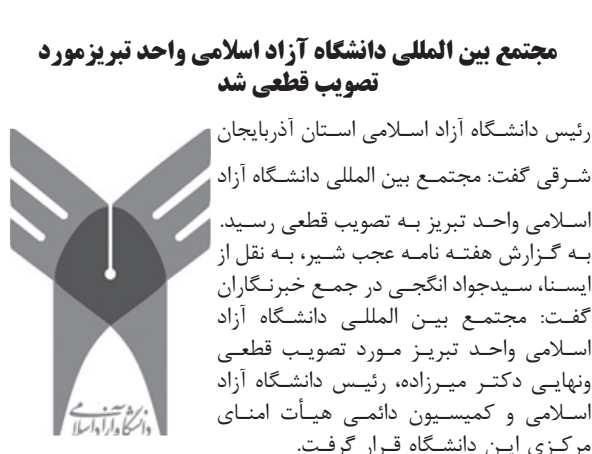 مجتمع بین المللی دانشگاه آزاد اسلامی واحد تبریزمورد
تصویب قطعی شد
رئیس دانشگاه آزاد اسلامی استان آذربایجان
شرقی گفت: مجتمع بین المللی دانشگاه آزاد
اسلامی واحد تبریز به تصویب قطعی رسید.
به گزارش هفته نامه عجب شیر، به نقل از
ایسنا، سیدجواد انگجی در جمع خبرنگاران
گفت: مجتمع بین المللی دانشگاه آزاد
اسلامی واحد تبریز مورد تصویب قطعی
ونهایی دکتر میرزاده، رئیس دانشگاه آزاد
اسلامی و کمیسیون دائمی هیأت امنای
مرکزی این دانشگاه قرار گرفت.
دانشگاه آزاد اسلامی